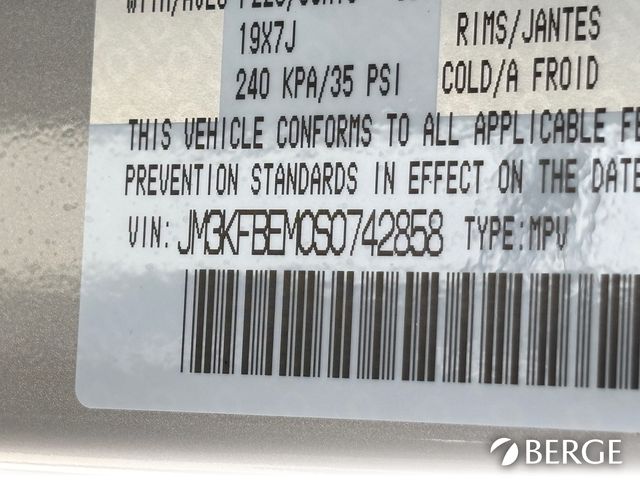 19X7J RIMS/JANTES
240 KPA/35 PSI COLD/A FROID
THIS VEHICLE CONFORMS TO ALL APPLICABLE FE
PREVENTION STANDARDS IN EFFECT ON THE DATE
VIN: JM3KFBEM0S0742858 TYPE:MPV
BERGE